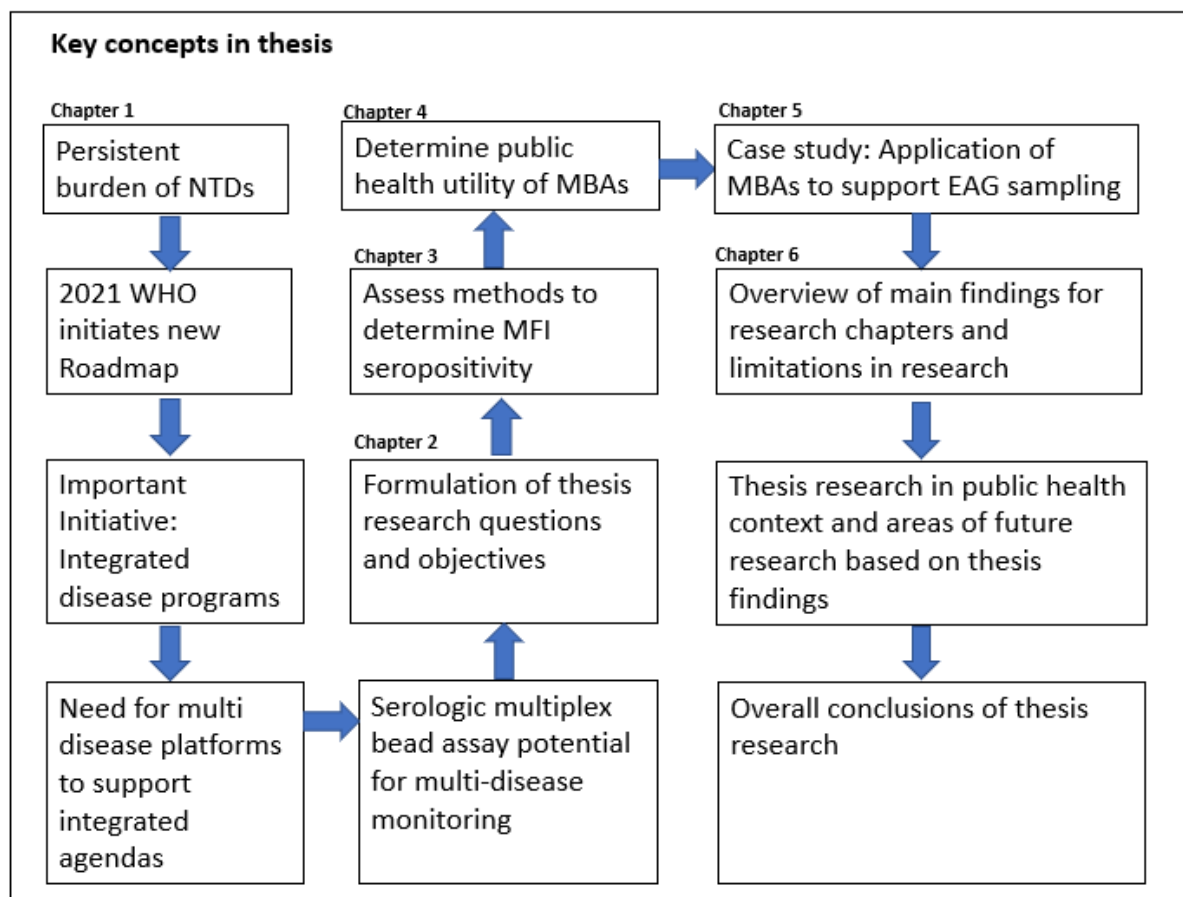 Key concepts in thesis
Chapter 1
Persistent
burden of NTDs
2021 WHO
initiates new
Roadmap
Important
Initiative:
Integrated
disease programs
Need for multi
disease platforms
to support
integrated
agendas
Serologic multiplex
bead assay potential
for multi-disease
monitoring
Chapter 2
Formulation of thesis
research questions
and objectives
Chapter 3
Assess methods to
determine MFI
seropositivity
Chapter 4
Determine public
health utility of MBAs
Chapter 5
Case study: Application of
MBAs to support EAG sampling
Chapter 6
Overview of main findings for
research chapters and
limitations in research
Thesis research in public health
context and areas of future
research based on thesis
findings
Overall conclusions of thesis
research